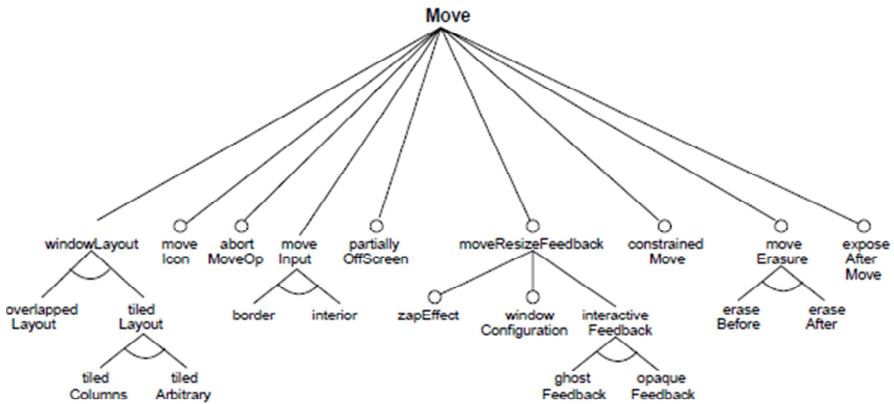 Move
windowLayout
move
Icon
abort
MoveOp
move
Input
partially
OffScreen
moveResizeFeedback
constrained
Move
move
Erasure
expose
After
Move
overlapped
Layout
tiled
Layout
border
interior
zapEffect
window
Configuration
interactive
Feedback
erase
Before
erase
After
tiled
Columns
tiled
Arbitrary
ghost
Feedback
opaque
Feedback